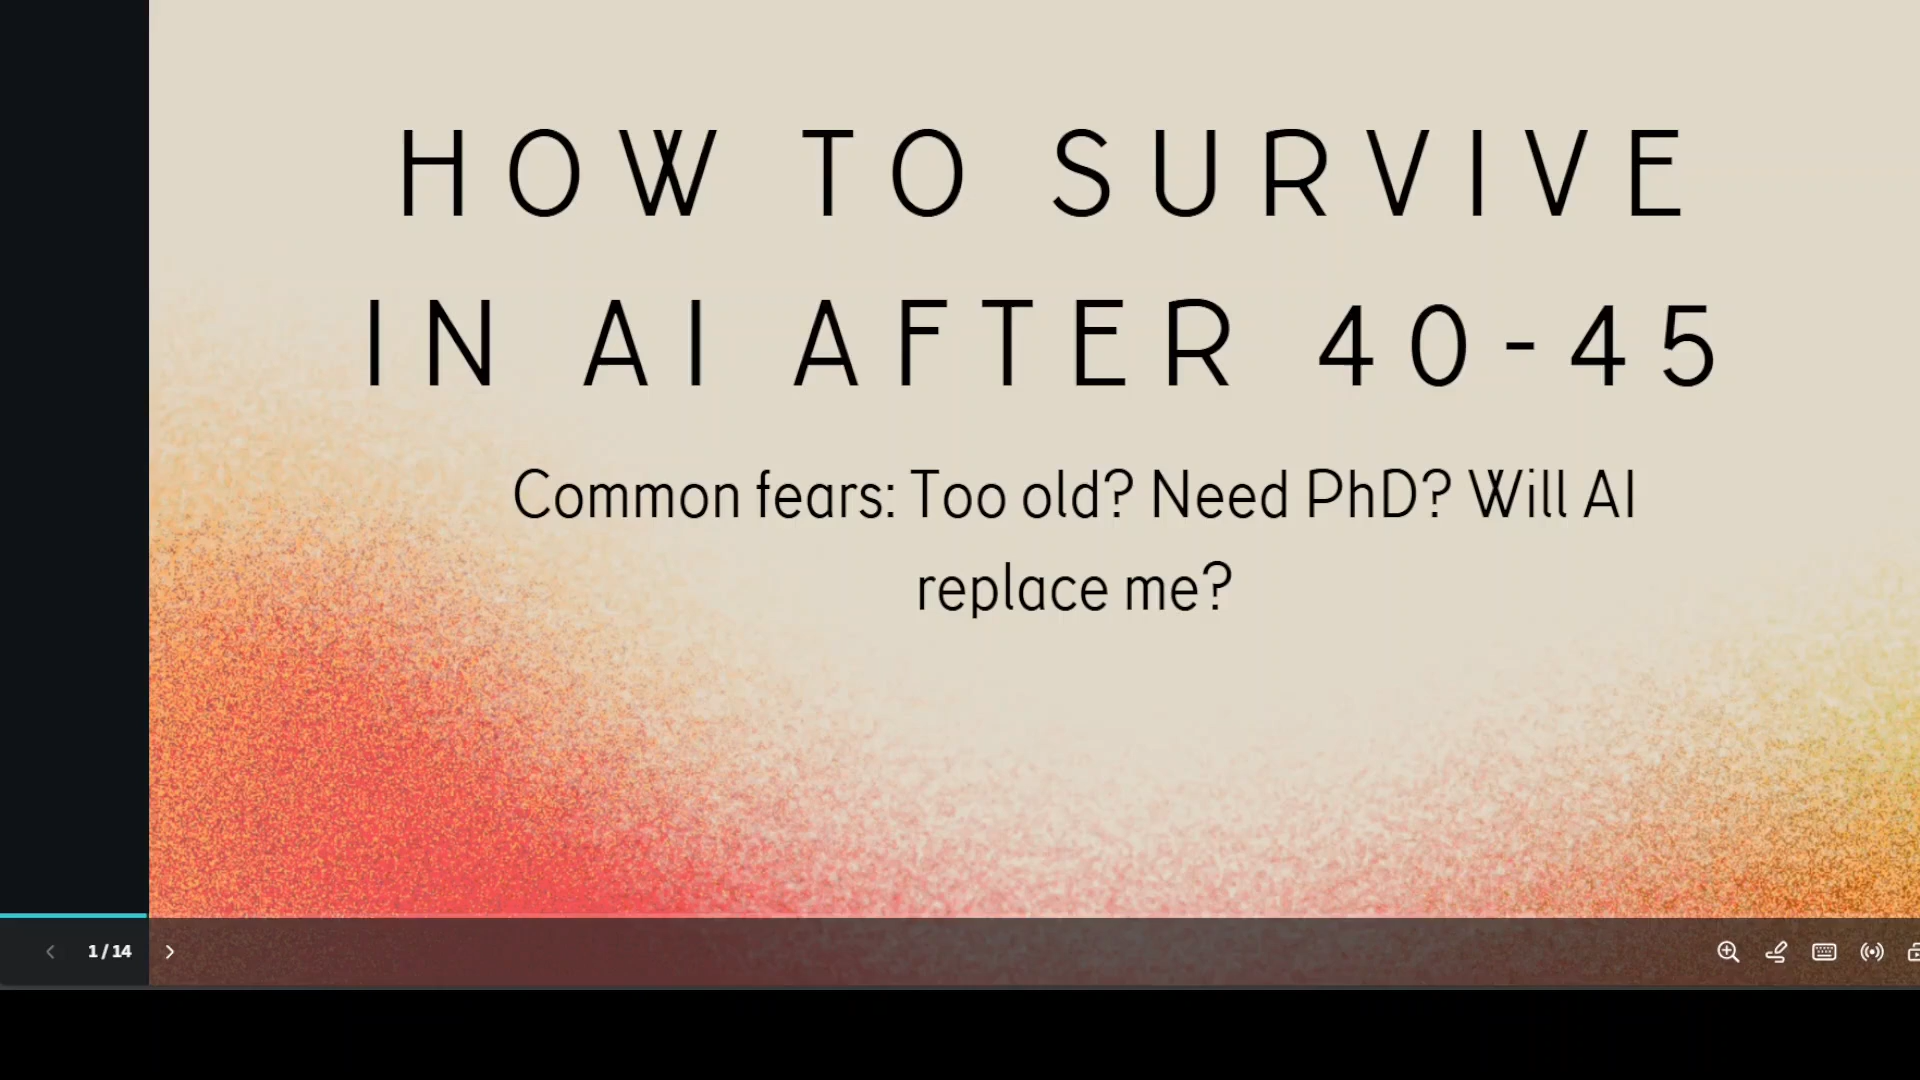 HOW TO SURVIVE
IN AI AFTER 40-45
Common fears: Too old? Need PhD? Will AI
replace me?
1 / 14